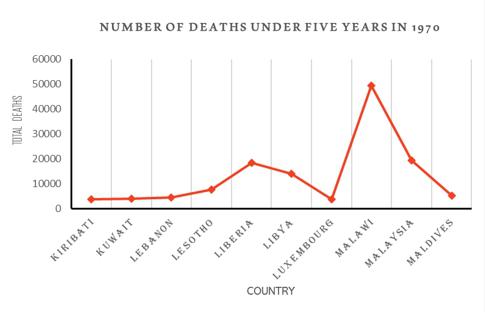 NUMBER OF DEATHS UNDER FIVE YEARS IN 1970
TOTAL DEATHS
60000
50000
40000
30000
20000
10000
0
KIRIBATI
KUWAIT
LEBANON
LESOTHO
LIBERIA
LIBYA
LUXEMBOURG
MALAWI
MALAYSIA
MALDIVES
COUNTRY